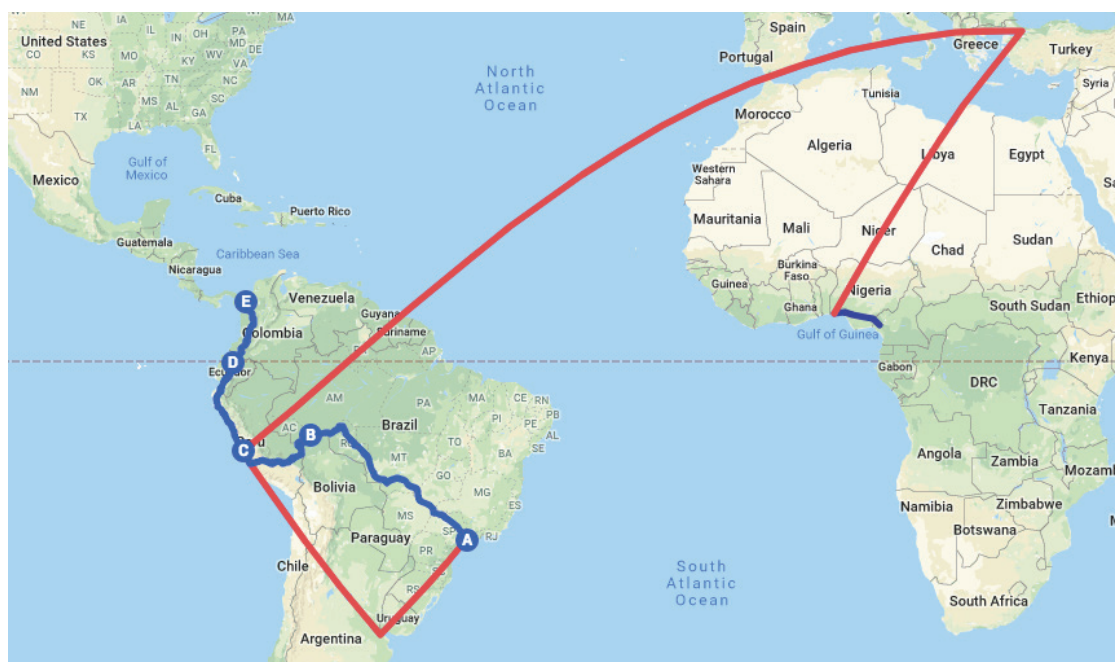 United States
NE
IA
IL
IN
OH
PA
MA
CO
KS
MO
KY
WV
MD
DE
VA
OK
AR
TN
NC
NM
MS
AL
SC
TX
LA
GA
FL
Gulf of
Mexico
Mexico
Cuba
Puerto Rico
Guatemala
Caribbean Sea
Nicaragua
North
Atlantic
Ocean
Spain
Portugal
Greece
Turkey
Syria
Tunisia
Morocco
Algeria
Libya
Egypt
Western
Sahara
Mauritania
Mali
Niger
Chad
Sudan
Burkina
Faso
Guinea
Ghana
Nigeria
South Sudan
Ethiop
Gulf of Guinea
Gabon
Kenya
DRC
Tanzania
Angola
Zambia
Mozamb
Zimbabwe
Namibia
Botswana
South Africa
E
Venezuela
Guyana
Suriname
Colombia
D
Ecuador
AP
AM
PA
MA
CE
RN
PB
PI
PE
AL
SE
Brazil
TO
BA
AC
B
C
Peru
MT
GO
Bolivia
MG
ES
MS
SP
A
RJ
Paraguay
PR
SC
RS
Chile
Uruguay
Argentina
South
Atlantic
Ocean